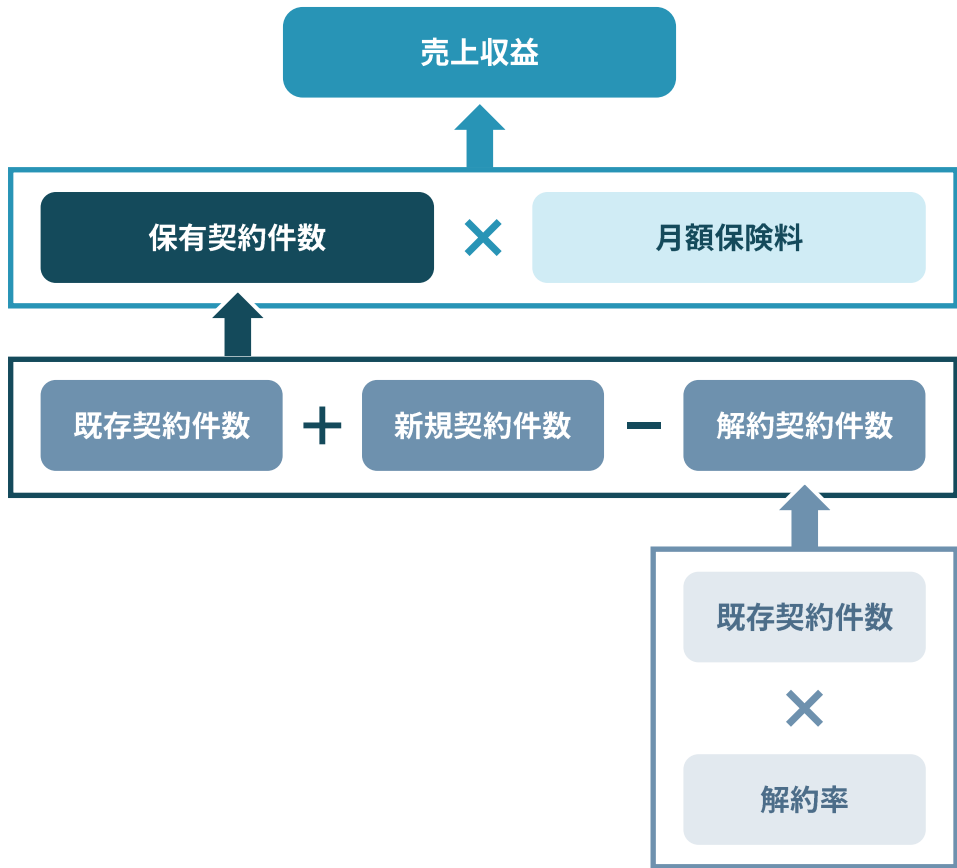 売上収益
保有契約件数 × 月額保険料
既存契約件数 + 新規契約件数 − 解約契約件数
既存契約件数
×
解約率